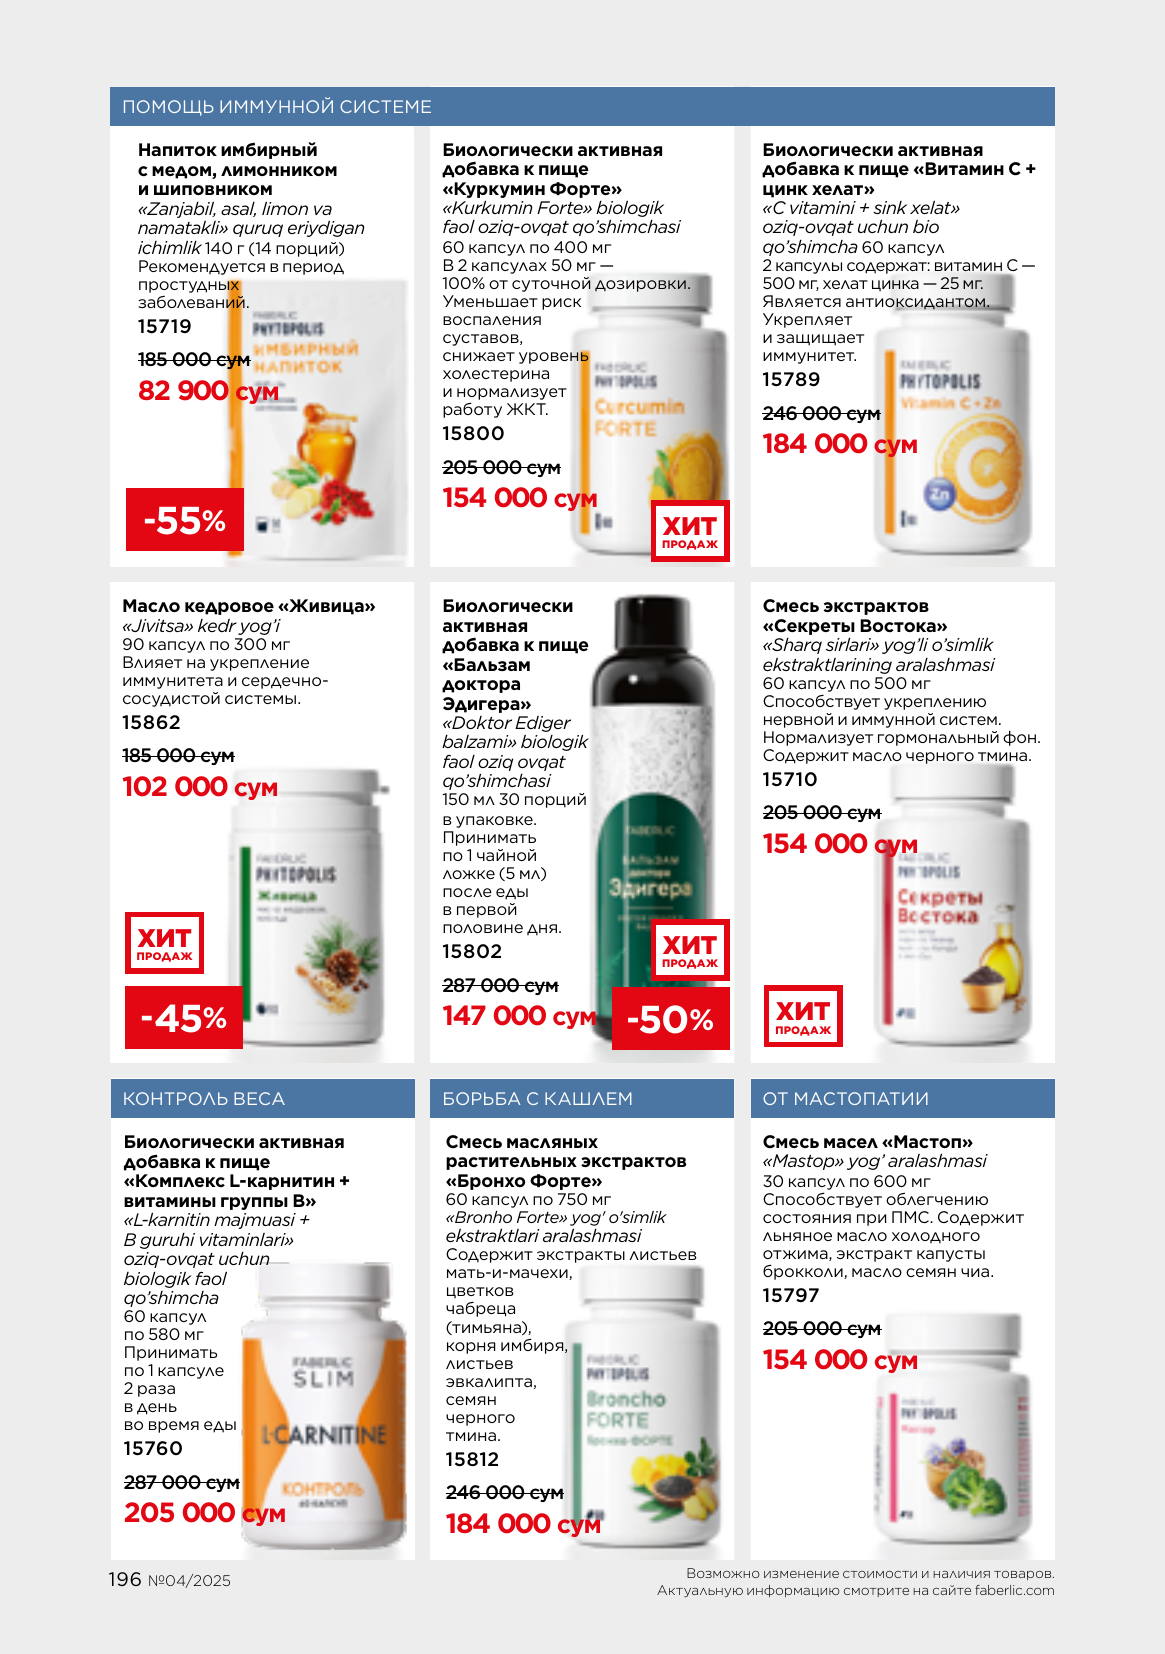 ПОМОЩЬ ИММУННОЙ СИСТЕМЕ
Напиток имбирный
с медом, лимонником
и шиповником
«Zanjabil, asal, limon va
namatakli» quruq eriydigan
ichimlik 140 г (14 порций)
Рекомендуется в период
простудных
заболеваний.
15719
185 000 сум
82 900 сум
-55%
FABERLIC
PHYTOPOLIS
ИМБИРНЫЙ
НАПИТОК
Биологически активная
добавка к пище
«Куркумин Форте»
«Kurkumin Forte» biologik
faol oziq-ovqat qo'shimchasi
60 капсул по 400 мг
В 2 капсулах 50 мг —
100% от суточной дозировки.
Уменьшает риск
воспаления
суставов,
снижает уровень
холестерина
и нормализует
работу ЖКТ.
15800
205 000 сум
154 000 сум
FABERLIC
PHYTOPOLIS
Curcumin
FORTE
ХИТ
ПРОДАЖ
Биологически активная
добавка к пище «Витамин С +
цинк хелат»
«C vitamini + sink xelat»
oziq-ovqat uchun bio
qo'shimcha 60 капсул
2 капсулы содержат: витамин С —
500 мг, хелат цинка — 25 мг.
Является антиоксидантом.
Укрепляет
и защищает
иммунитет.
15789
246 000 сум
184 000 сум
FABERLIC
PHYTOPOLIS
Vitamin C + Zn
C
Zn
Масло кедровое «Живица»
«Jivitsa» kedr yog'i
90 капсул по 300 мг
Влияет на укрепление
иммунитета и сердечно-
сосудистой системы.
15862
185 000 сум
102 000 сум
FABERLIC
PHYTOPOLIS
Живица
ХИТ
ПРОДАЖ
-45%
Биологически
активная
добавка к пище
«Бальзам
доктора
Эдигера»
«Doktor Ediger
balzami» biologik
faol oziq ovqat
qo'shimchasi
150 мл 30 порций
в упаковке.
Принимать
по 1 чайной
ложке (5 мл)
после еды
в первой
половине дня.
15802
287 000 сум
147 000 сум
FABERLIC
БАЛЬЗАМ
доктора
Эдигера
ХИТ
ПРОДАЖ
-50%
Смесь экстрактов
«Секреты Востока»
«Sharq sirlari» yog'li o'simlik
ekstraktlarining aralashmasi
60 капсул по 500 мг
Способствует укреплению
нервной и иммунной систем.
Нормализует гормональный фон.
Содержит масло черного тмина.
15710
205 000 сум
154 000 сум
FABERLIC
PHYTOPOLIS
Секреты
Востока
ХИТ
ПРОДАЖ
КОНТРОЛЬ ВЕСА
Биологически активная
добавка к пище
«Комплекс L-карнитин +
витамины группы В»
«L-karnitin majmuasi +
B guruhi vitaminlari»
oziq-ovqat uchun
biologik faol
qo'shimcha
60 капсул
по 580 мг
Принимать
по 1 капсуле
2 раза
в день
во время еды
15760
287 000 сум
205 000 сум
FABERLIC
SLIM
L-CARNITINE
КОНТРОЛЬ
60 КАПСУЛ
БОРЬБА С КАШЛЕМ
Смесь масляных
растительных экстрактов
«Бронхо Форте»
60 капсул по 750 мг
«Bronho Forte» yog' o'simlik
ekstraktlari aralashmasi
Содержит экстракты листьев
мать-и-мачехи,
цветков
чабреца
(тимьяна),
корня имбиря,
листьев
эвкалипта,
семян
черного
тмина.
15812
246 000 сум
184 000 сум
FABERLIC
PHYTOPOLIS
Broncho
FORTE
Бронхо-ФОРТЕ
ОТ МАСТОПАТИИ
Смесь масел «Мастоп»
«Mastop» yog' aralashmasi
30 капсул по 600 мг
Способствует облегчению
состояния при ПМС. Содержит
льняное масло холодного
отжима, экстракт капусты
брокколи, масло семян чиа.
15797
205 000 сум
154 000 сум
FABERLIC
PHYTOPOLIS
Мастоп
196 №04/2025
Возможно изменение стоимости и наличия товаров.
Актуальную информацию смотрите на сайте faberlic.com